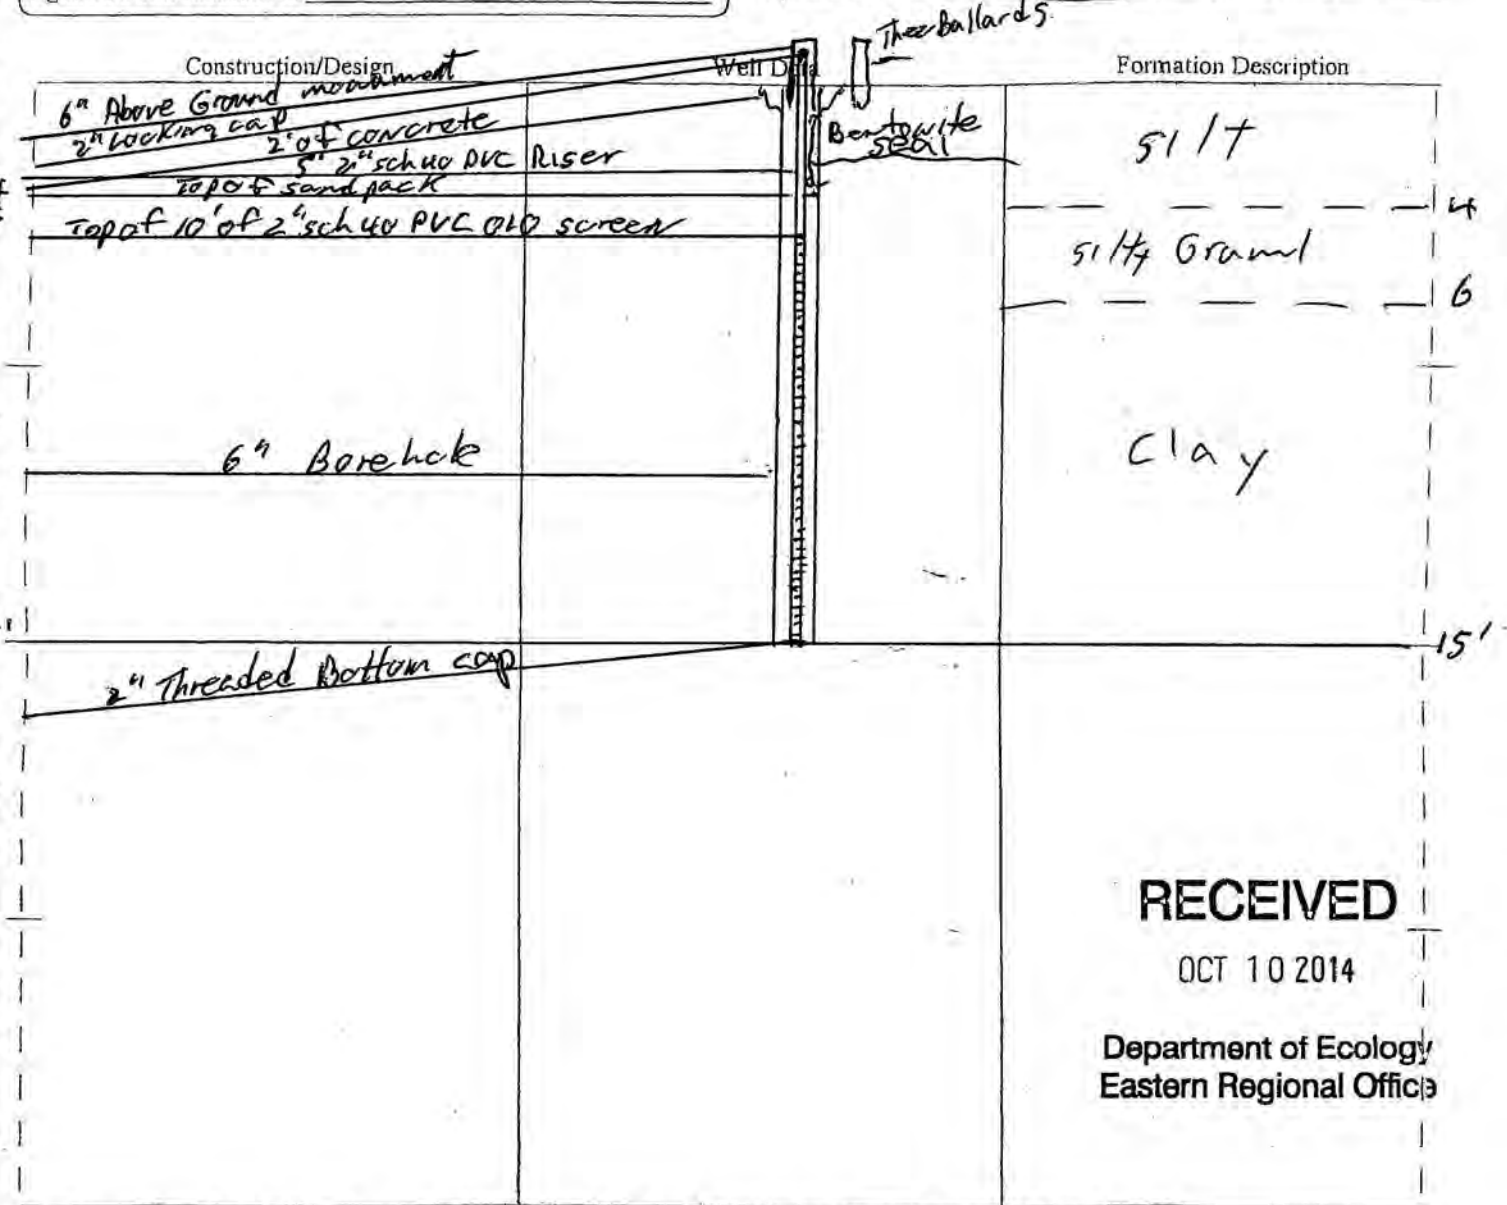 Three Ballards
Construction/Design
Well Data
Formation Description
6" Above Ground monument
2" Locking cap
2' of concrete
5' 2" sch 40 PVC Riser
Top of sand pack
Top of 10' of 2" sch 40 PVC 010 screen
Bentowite
seal
silt
4
silty Gravel
6
6" Borehole
Clay
15'
2" Threaded Bottom cap
RECEIVED
OCT 10 2014
Department of Ecology
Eastern Regional Office